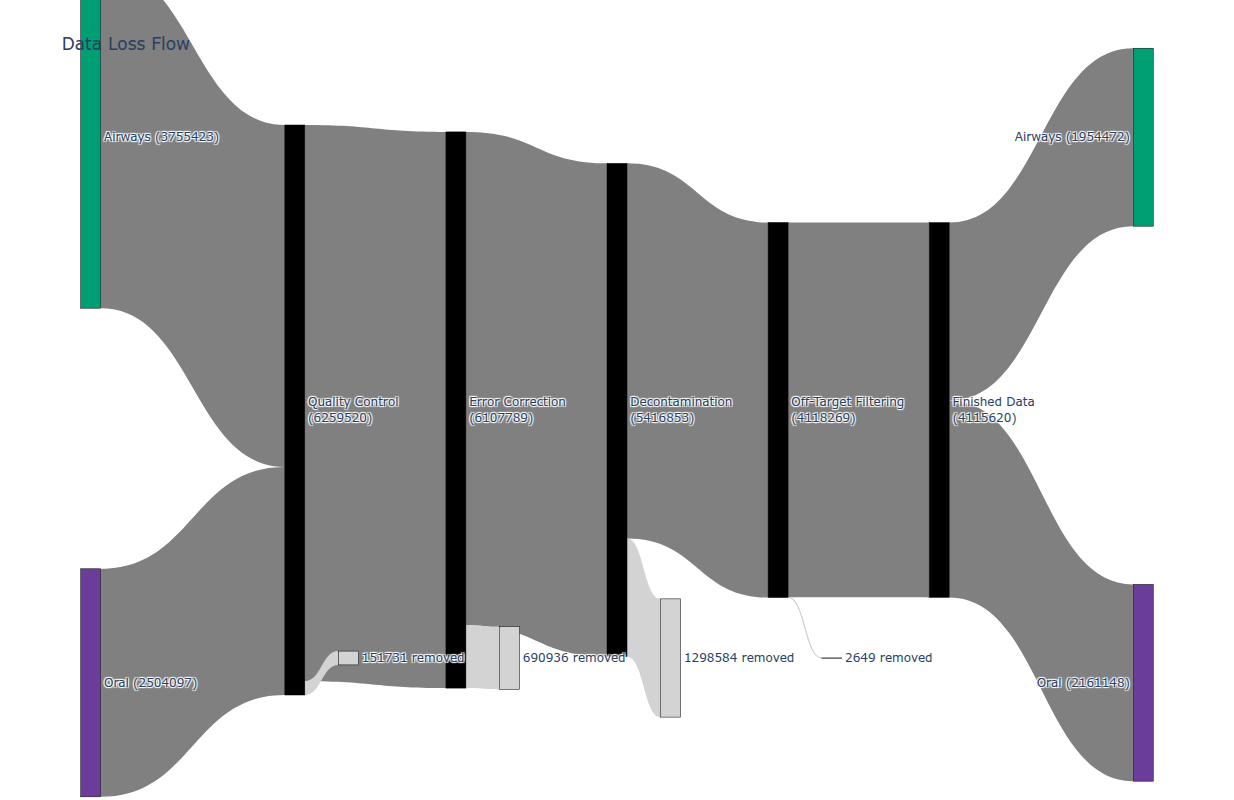 Data Loss Flow
Airways (3755423)
Airways (1954472)
Quality Control
(6259520)
Error Correction
(6107789)
Decontamination
(5416853)
Off-Target Filtering
(4118269)
Finished Data
(4115620)
151731 removed
690936 removed
1298584 removed
2649 removed
Oral (2504097)
Oral (2161148)